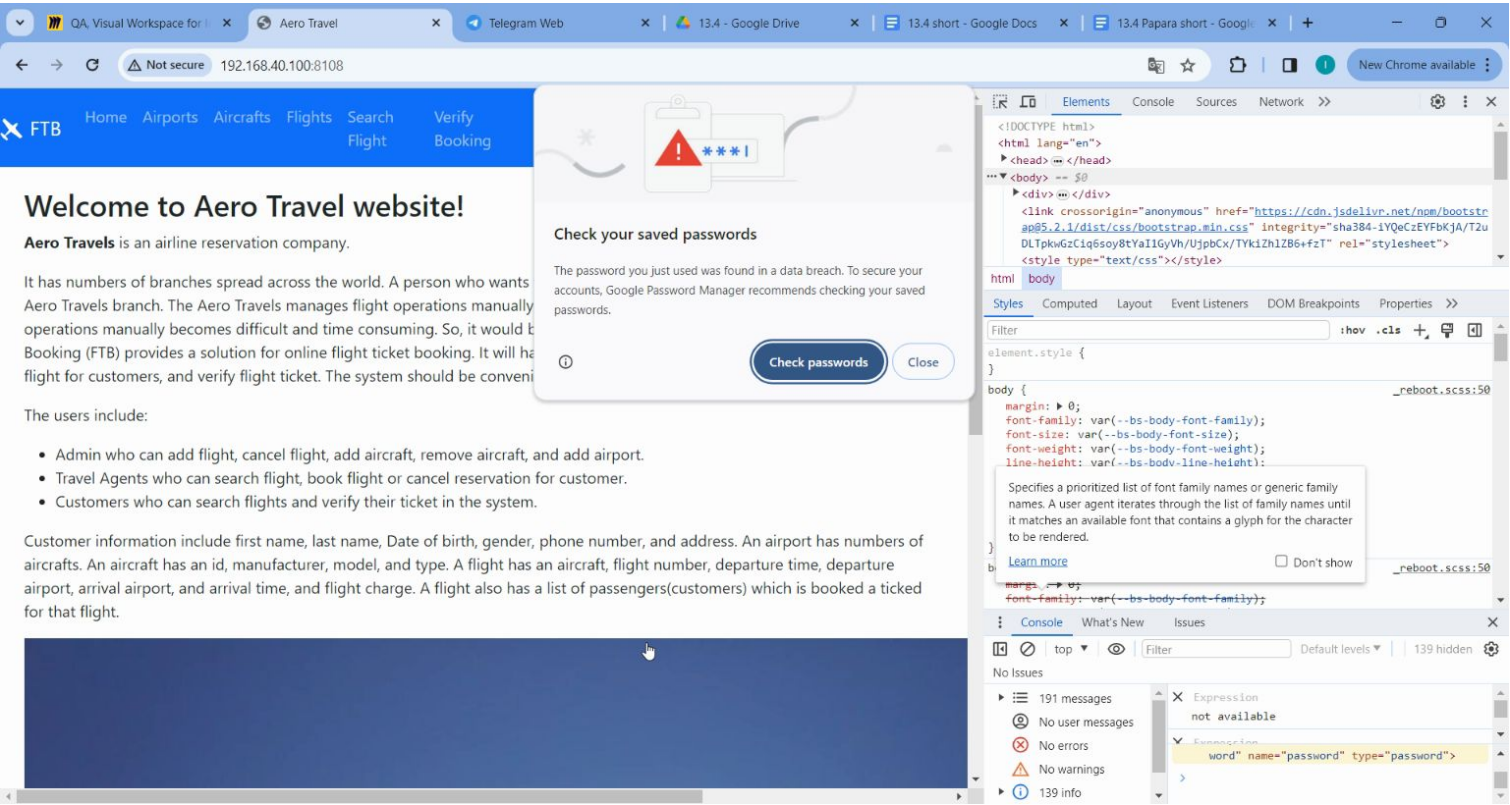 QA, Visual Workspace for
Aero Travel
Telegram Web
13.4 - Google Drive
13.4 short - Google Docs
13.4 Papara short - Google
Not secure 192.168.40.100:8108
New Chrome available
FTB Home Airports Aircrafts Flights Search Flight Verify Booking
Welcome to Aero Travel website!
Aero Travels is an airline reservation company.
It has numbers of branches spread across the world. A person who wants
Aero Travels branch. The Aero Travels manages flight operations manually
operations manually becomes difficult and time consuming. So, it would b
Booking (FTB) provides a solution for online flight ticket booking. It will ha
flight for customers, and verify flight ticket. The system should be conveni
The users include:
• Admin who can add flight, cancel flight, add aircraft, remove aircraft, and add airport.
• Travel Agents who can search flight, book flight or cancel reservation for customer.
• Customers who can search flights and verify their ticket in the system.
Customer information include first name, last name, Date of birth, gender, phone number, and address. An airport has numbers of
aircrafts. An aircraft has an id, manufacturer, model, and type. A flight has an aircraft, flight number, departure time, departure
airport, arrival airport, and arrival time, and flight charge. A flight also has a list of passengers(customers) which is booked a ticked
for that flight.
***|
Check your saved passwords
The password you just used was found in a data breach. To secure your
accounts, Google Password Manager recommends checking your saved
passwords.
Check passwords Close
Elements Console Sources Network
<!DOCTYPE html>
<html lang="en">
<head> </head>
<body> == $0
<div> </div>
<link crossorigin="anonymous" href="https://cdn.jsdelivr.net/npm/bootstr
ap@5.2.1/dist/css/bootstrap.min.css" integrity="sha384-iYQeCzEYFbKjA/T2u
DLTpkwGzCiq6soy8tYaI1GyVh/UjpbCx/TYkiZhlZB6+fzT" rel="stylesheet">
<style type="text/css"></style>
html body
Styles Computed Layout Event Listeners DOM Breakpoints Properties
Filter :hov .cls
element.style {
}
body { _reboot.scss:50
margin: 0;
font-family: var(--bs-body-font-family);
font-size: var(--bs-body-font-size);
font-weight: var(--bs-body-font-weight);
line-height: var(--bs-body-line-height);
Specifies a prioritized list of font family names or generic family
names. A user agent iterates through the list of family names until
it matches an available font that contains a glyph for the character
to be rendered.
Learn more Don't show
}
_reboot.scss:50
font-family: var(--bs-body-font-family);
Console What's New Issues
top Filter Default levels 139 hidden
No Issues
191 messages
No user messages
No errors
No warnings
139 info
Expression
not available
Expression
word" name="password" type="password">